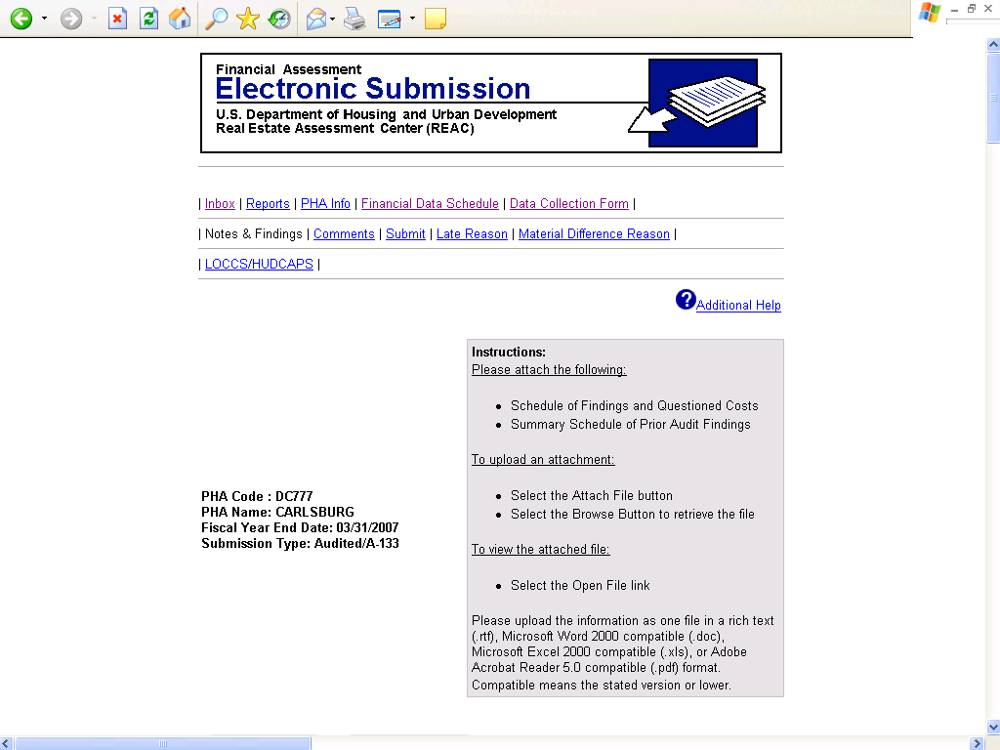 Financial Assessment
Electronic Submission
U.S. Department of Housing and Urban Development
Real Estate Assessment Center (REAC)
| Inbox | Reports | PHA Info | Financial Data Schedule | Data Collection Form |
| Notes & Findings | Comments | Submit | Late Reason | Material Difference Reason |
| LOCCS/HUDCAPS |
? Additional Help
Instructions:
Please attach the following:
• Schedule of Findings and Questioned Costs
• Summary Schedule of Prior Audit Findings
To upload an attachment:
• Select the Attach File button
• Select the Browse Button to retrieve the file
To view the attached file:
• Select the Open File link
Please upload the information as one file in a rich text
(.rtf), Microsoft Word 2000 compatible (.doc),
Microsoft Excel 2000 compatible (.xls), or Adobe
Acrobat Reader 5.0 compatible (.pdf) format.
Compatible means the stated version or lower.
PHA Code : DC777
PHA Name: CARLSBURG
Fiscal Year End Date: 03/31/2007
Submission Type: Audited/A-133